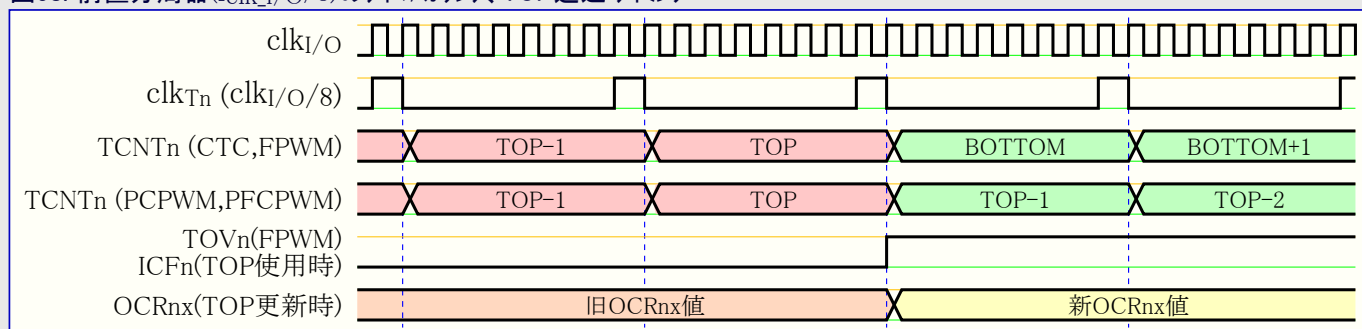 clkI/O
clkTn (clkI/O/8)
TCNTn (CTC,FPWM) TOP-1 TOP BOTTOM BOTTOM+1
TCNTn (PCPWM,PFCPWM) TOP-1 TOP TOP-1 TOP-2
TOVn(FPWM)
ICFn(TOP使用時)
OCRnx(TOP更新時) 旧OCRnx値 新OCRnx値